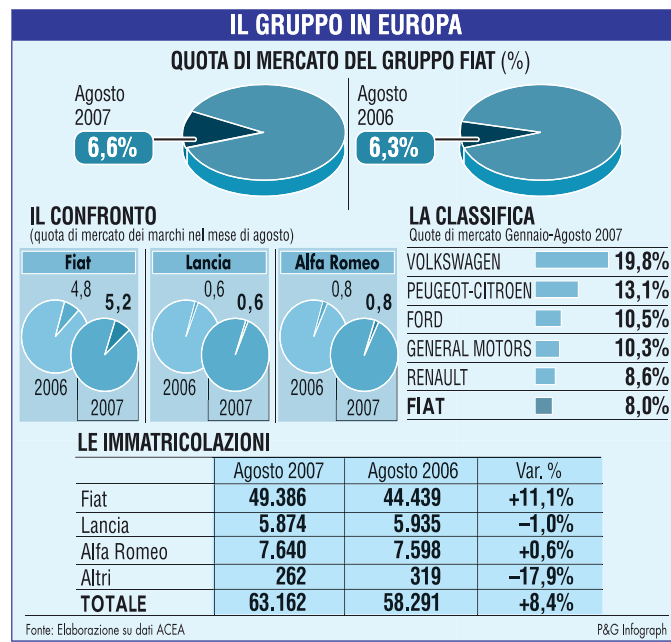 IL GRUPPO IN EUROPA
QUOTA DI MERCATO DEL GRUPPO FIAT (%)
Agosto
2007
6,6%
Agosto
2006
6,3%
IL CONFRONTO
(quota di mercato dei marchi nel mese di agosto)
Fiat
4,8
5,2
2006
2007
Lancia
0,6
0,6
2006
2007
Alfa Romeo
0,8
0,8
2006
2007
LA CLASSIFICA
Quote di mercato Gennaio-Agosto 2007
VOLKSWAGEN 19,8%
PEUGEOT-CITROEN 13,1%
FORD 10,5%
GENERAL MOTORS 10,3%
RENAULT 8,6%
FIAT 8,0%
LE IMMATRICOLAZIONI
Agosto 2007 Agosto 2006 Var. %
Fiat 49.386 44.439 +11,1%
Lancia 5.874 5.935 –1,0%
Alfa Romeo 7.640 7.598 +0,6%
Altri 262 319 –17,9%
TOTALE 63.162 58.291 +8,4%
Fonte: Elaborazione su dati ACEA
P&G Infograph